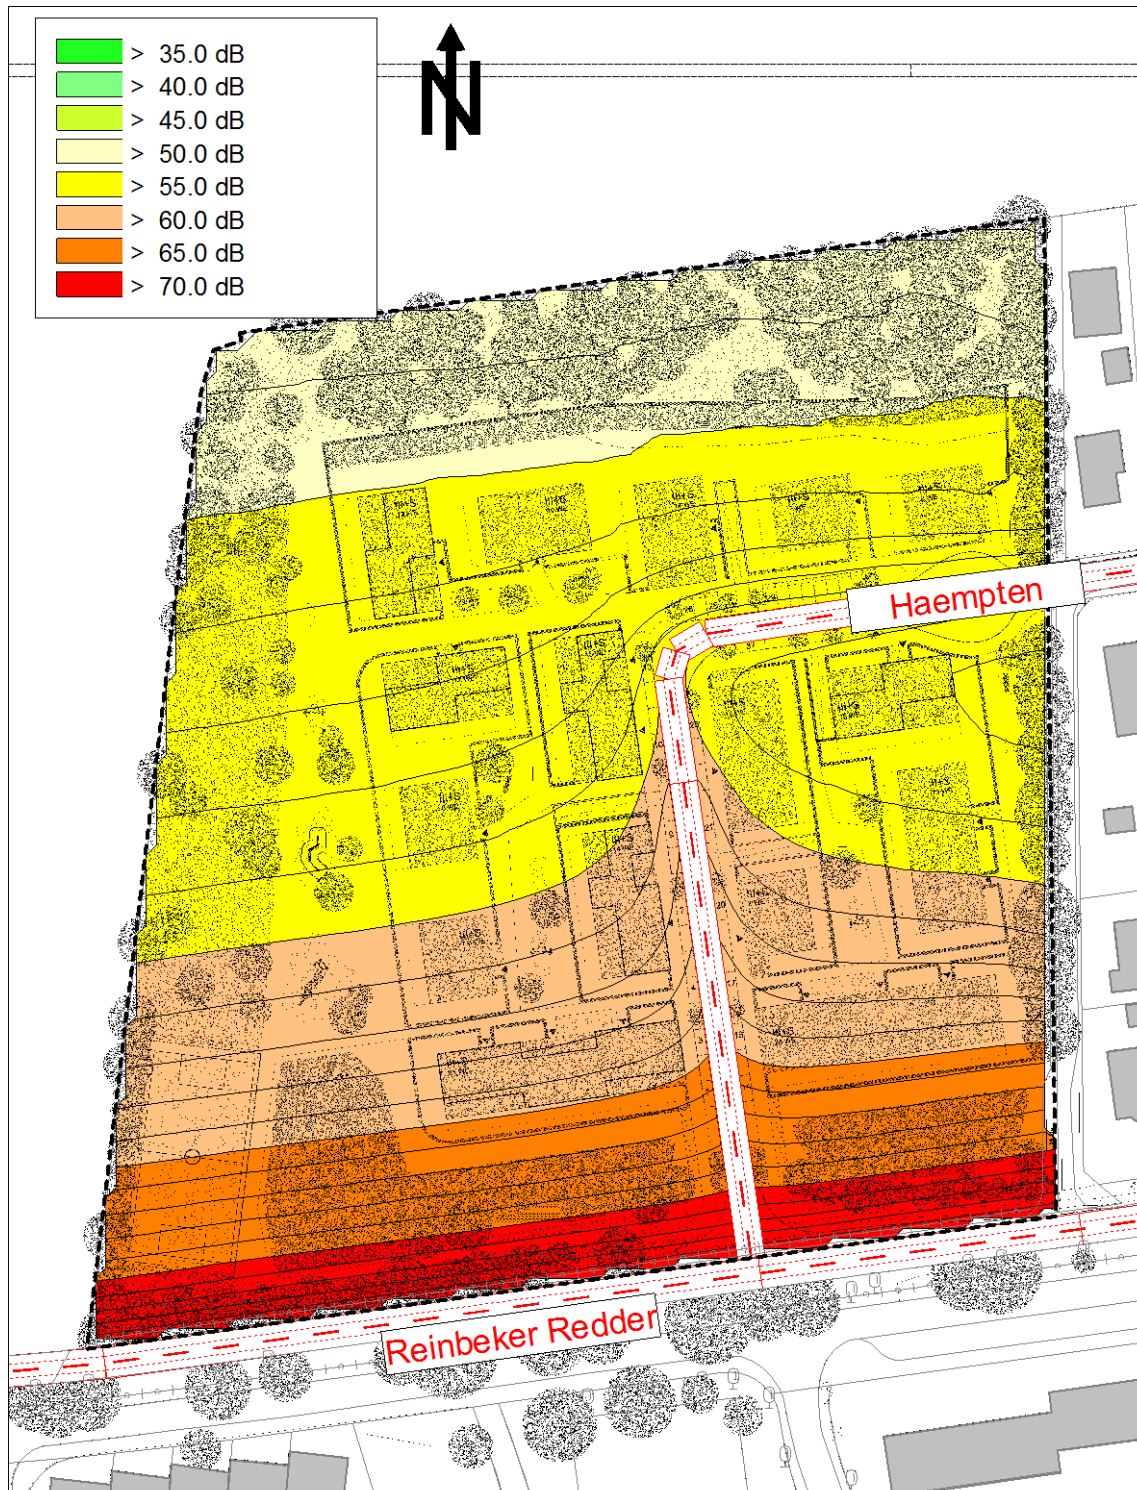 > 35.0 dB
> 40.0 dB
> 45.0 dB
> 50.0 dB
> 55.0 dB
> 60.0 dB
> 65.0 dB
> 70.0 dB
N
Haempten
Reinbeker Redder